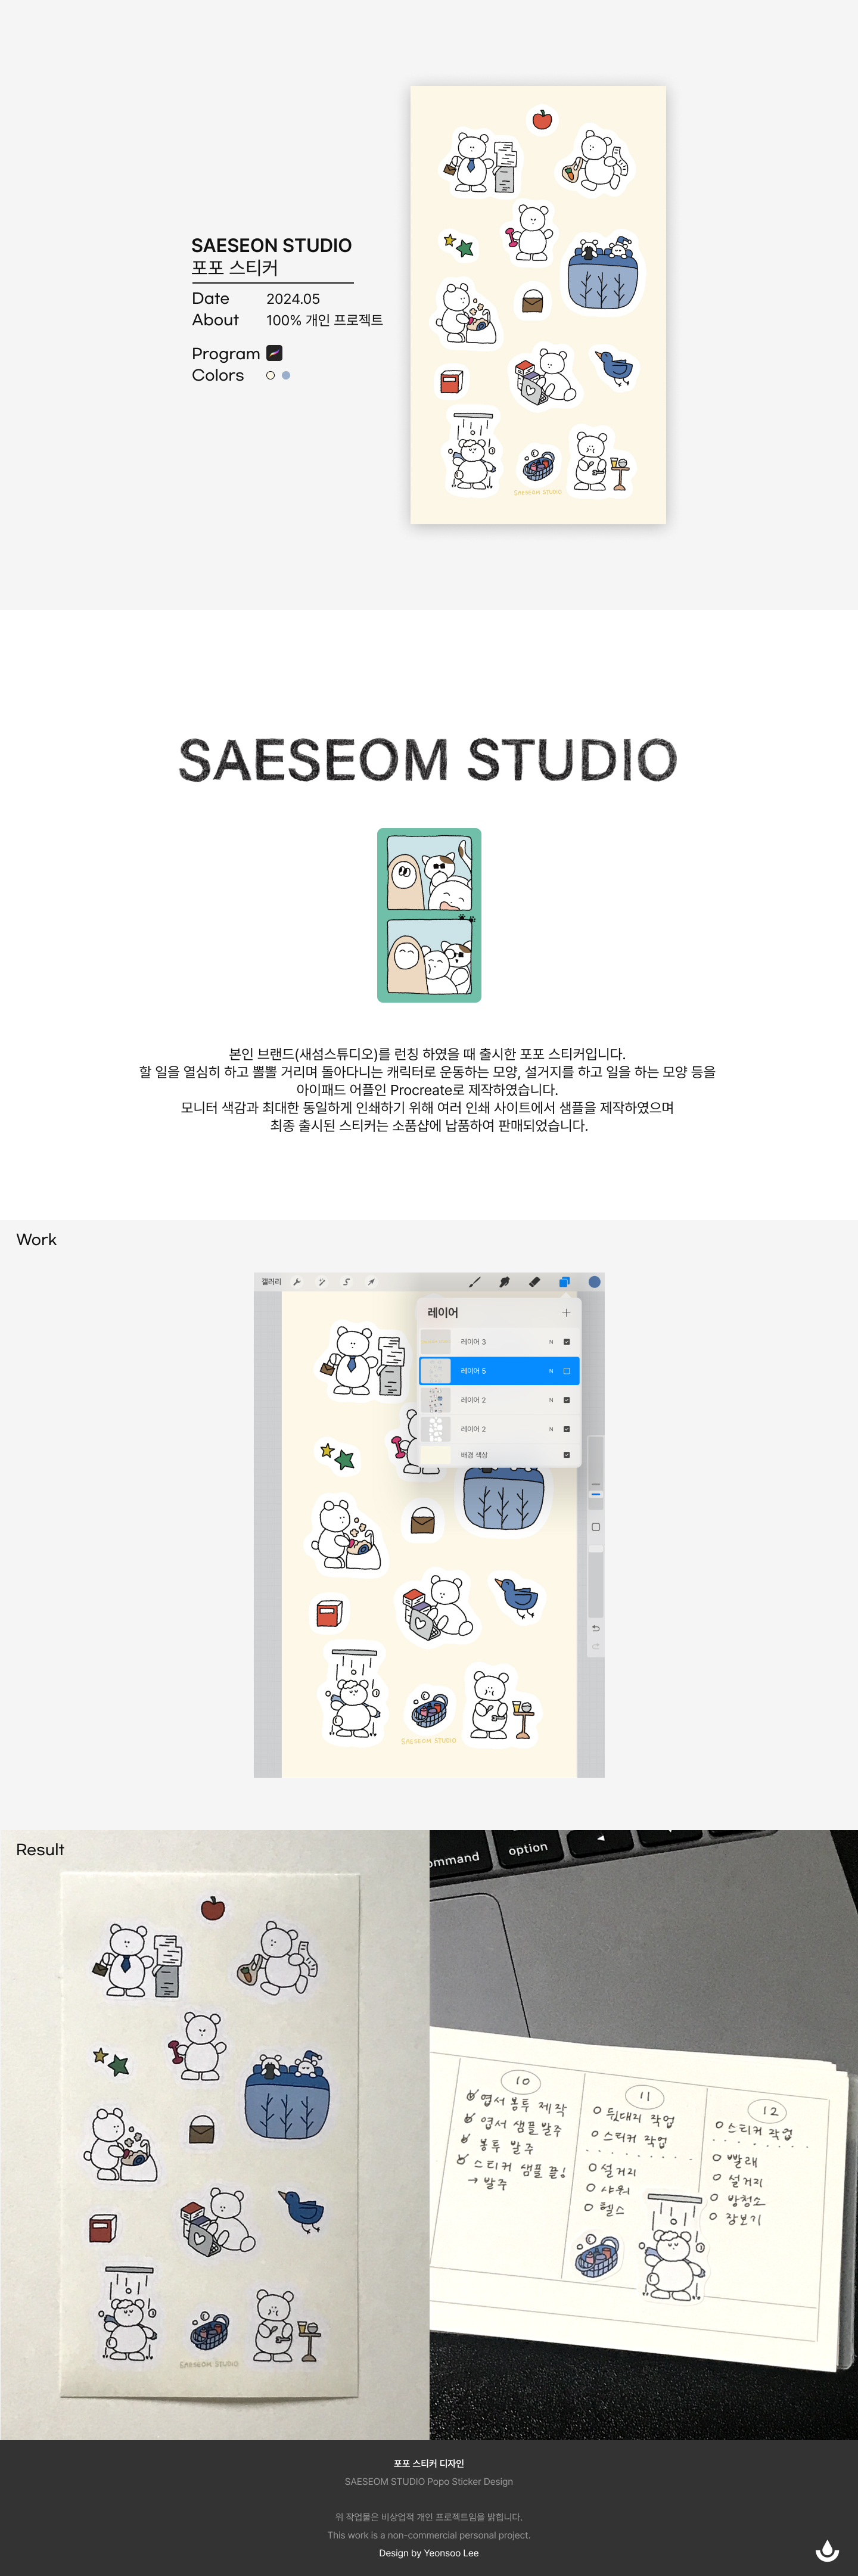 SAESEON STUDIO
포포 스티커
Date 2024.05
About 100% 개인 프로젝트
Program
Colors
SAESEOM STUDIO
SAESEOM STUDIO
본인 브랜드(새섬스튜디오)를 런칭 하였을 때 출시한 포포 스티커입니다.
할 일을 열심히 하고 뽈뽈 거리며 돌아다니는 캐릭터로 운동하는 모양, 설거지를 하고 일을 하는 모양 등을
아이패드 어플인 Procreate로 제작하였습니다.
모니터 색감과 최대한 동일하게 인쇄하기 위해 여러 인쇄 사이트에서 샘플을 제작하였으며
최종 출시된 스티커는 소품샵에 납품하여 판매되었습니다.
Work
갤러리
레이어
레이어 3 N
레이어 5 N
레이어 2 N
레이어 2 N
배경 색상
SAESEOM STUDIO
Result
SAESEOM STUDIO
ommand
option
10
엽서봉투 제작
엽서 샘플발주
봉투 발주
스티커 샘플 끝!
→ 발주
11
뒷대지 작업
스티커 작업
설거지
샤워
헬스
12
스티커 작업
빨래
설거지
방청소
장보기
포포 스티커 디자인
SAESEOM STUDIO Popo Sticker Design
위 작업물은 비상업적 개인 프로젝트임을 밝힙니다.
This work is a non-commercial personal project.
Design by Yeonsoo Lee